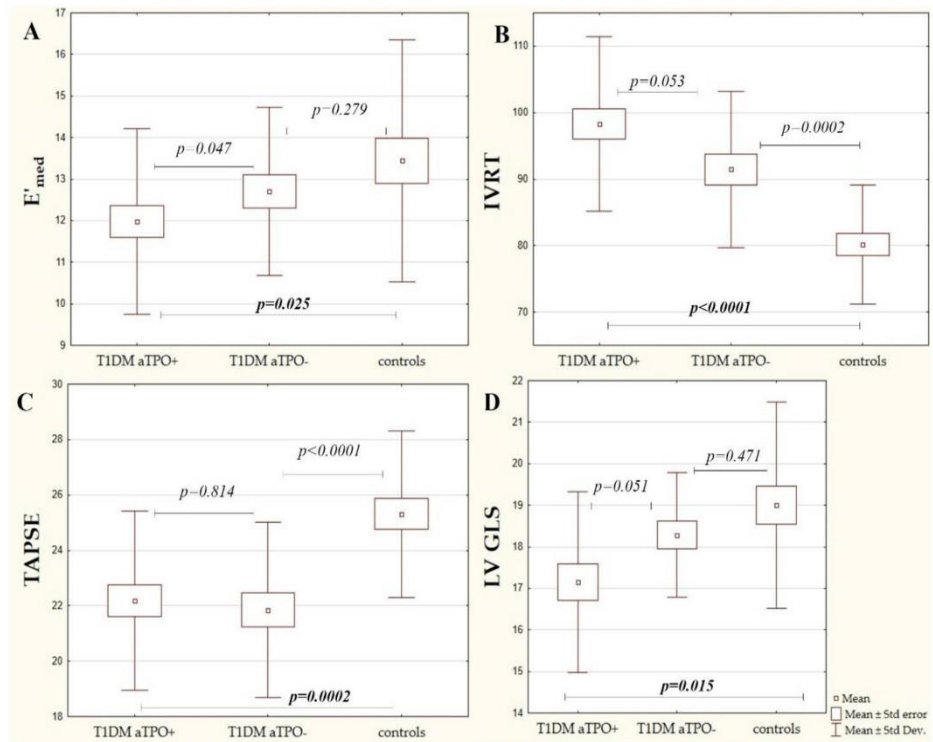 A
E'med
17
16
15
14
13
12
11
10
9
p=0.047
p=0.279
p=0.025
T1DM aTPO+ T1DM aTPO- controls
B
IVRT
110
100
90
80
70
p=0.053
p=0.0002
p<0.0001
T1DM aTPO+ T1DM aTPO- controls
C
TAPSE
30
28
26
24
22
20
18
p<0.0001
p=0.814
p=0.0002
T1DM aTPO+ T1DM aTPO- controls
D
LV GLS
22
21
20
19
18
17
16
15
14
p=0.471
p=0.051
p=0.015
T1DM aTPO+ T1DM aTPO- controls
Mean
Mean ± Std error
Mean ± Std Dev.